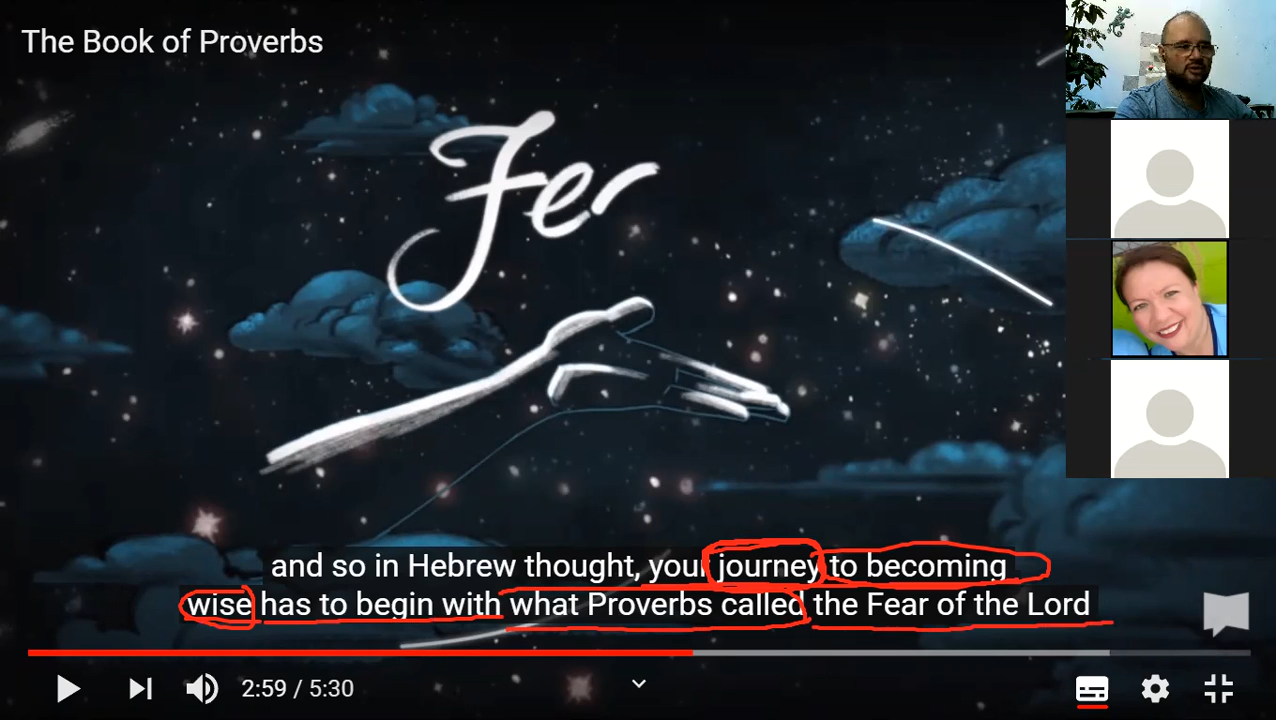 The Book of Proverbs
Fer
and so in Hebrew thought, your journey to becoming
wise has to begin with what Proverbs called the Fear of the Lord
2:59 / 5:30